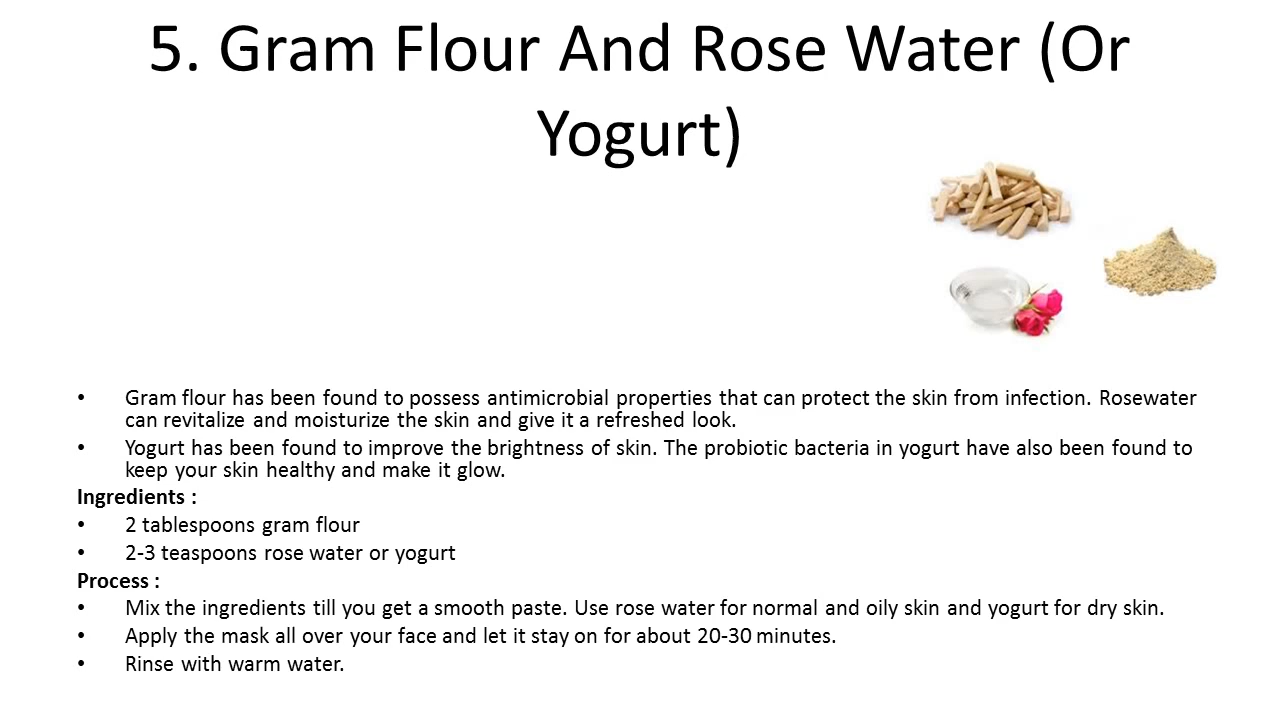 5. Gram Flour And Rose Water (Or
Yogurt)
• Gram flour has been found to possess antimicrobial properties that can protect the skin from infection. Rosewater
can revitalize and moisturize the skin and give it a refreshed look.
• Yogurt has been found to improve the brightness of skin. The probiotic bacteria in yogurt have also been found to
keep your skin healthy and make it glow.
Ingredients :
• 2 tablespoons gram flour
• 2-3 teaspoons rose water or yogurt
Process :
• Mix the ingredients till you get a smooth paste. Use rose water for normal and oily skin and yogurt for dry skin.
• Apply the mask all over your face and let it stay on for about 20-30 minutes.
• Rinse with warm water.